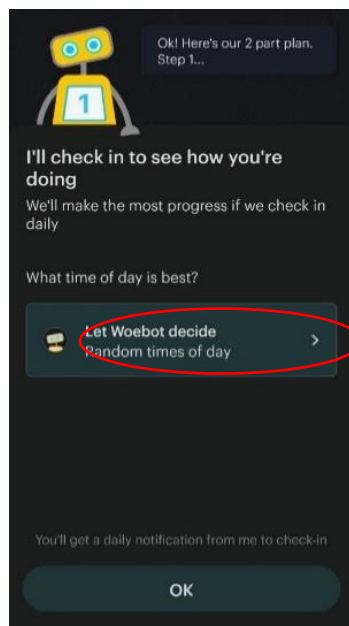 Ok! Here's our 2 part plan.
Step 1...
1
I'll check in to see how you're
doing
We'll make the most progress if we check in
daily
What time of day is best?
Let Woebot decide
Random times of day
You'll get a daily notification from me to check-in
OK